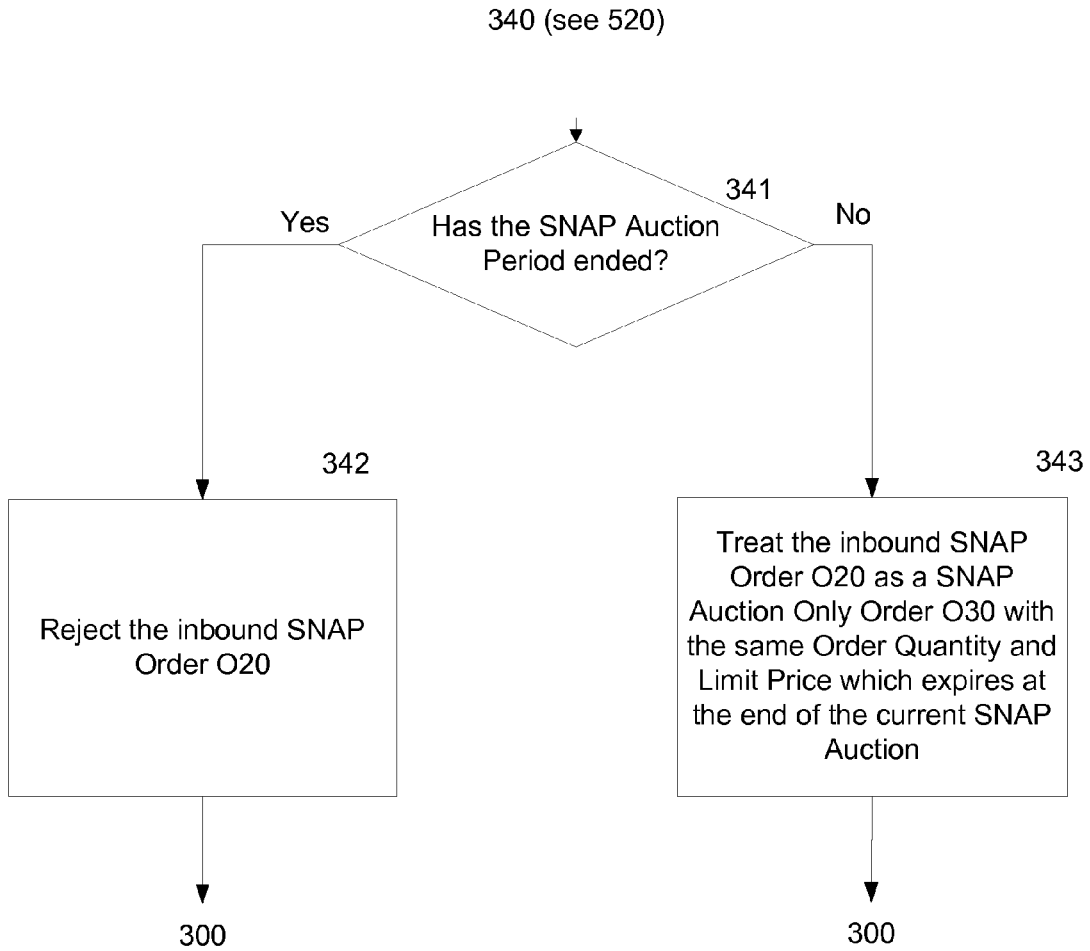 340 (see 520)
341
Yes
No
Has the SNAP Auction
Period ended?
342
343
Reject the inbound SNAP
Order O20
Treat the inbound SNAP
Order O20 as a SNAP
Auction Only Order O30 with
the same Order Quantity and
Limit Price which expires at
the end of the current SNAP
Auction
300
300